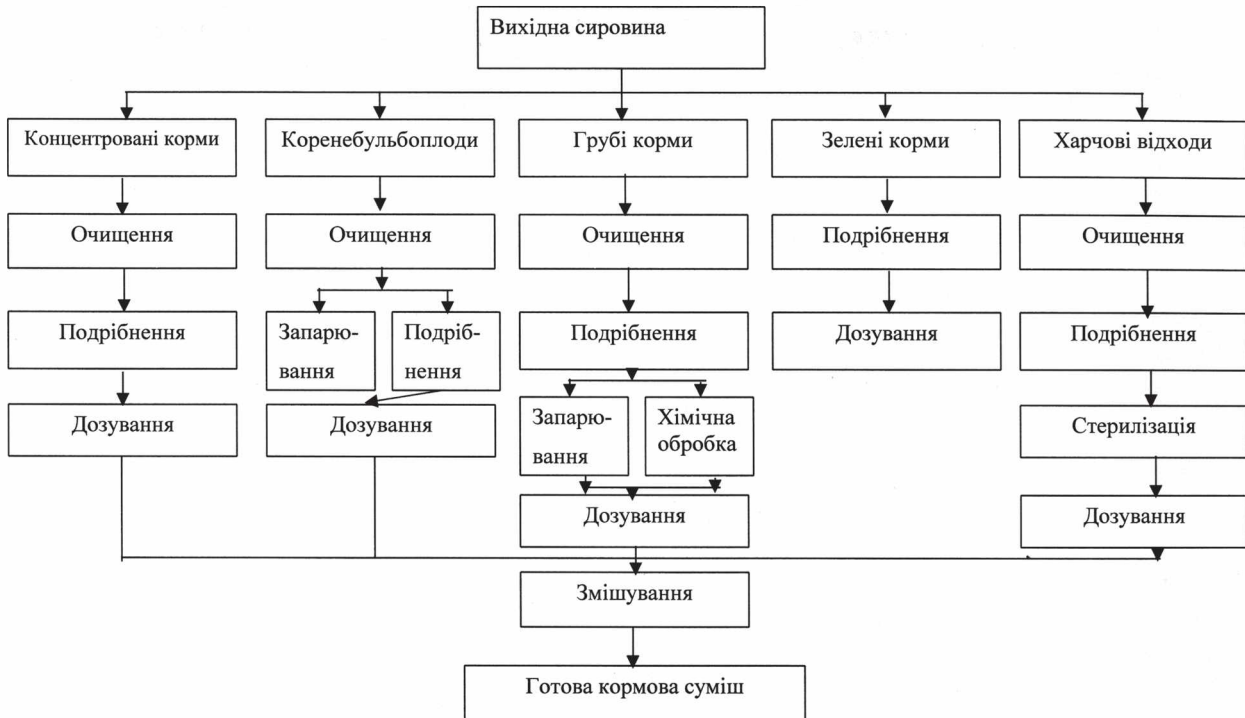 Вихідна сировина
Концентровані корми
Коренебульбоплоди
Грубі корми
Зелені корми
Харчові відходи
Очищення
Очищення
Очищення
Подрібнення
Очищення
Подрібнення
Запарю-
вання
Подріб-
нення
Подрібнення
Дозування
Подрібнення
Дозування
Дозування
Запарю-
вання
Хімічна
обробка
Стерилізація
Дозування
Дозування
Змішування
Готова кормова суміш